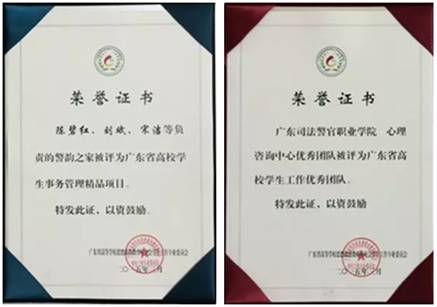 荣誉证书
陈碧红、刘斌、宋洁等负
责的警韵之家被评为广东省高校学
生事务管理精品项目。
特发此证，以资鼓励。
荣誉证书
广东司法警官职业学院 心理
咨询中心优秀团队被评为广东省高
校学生工作优秀团队。
特发此证，以资鼓励